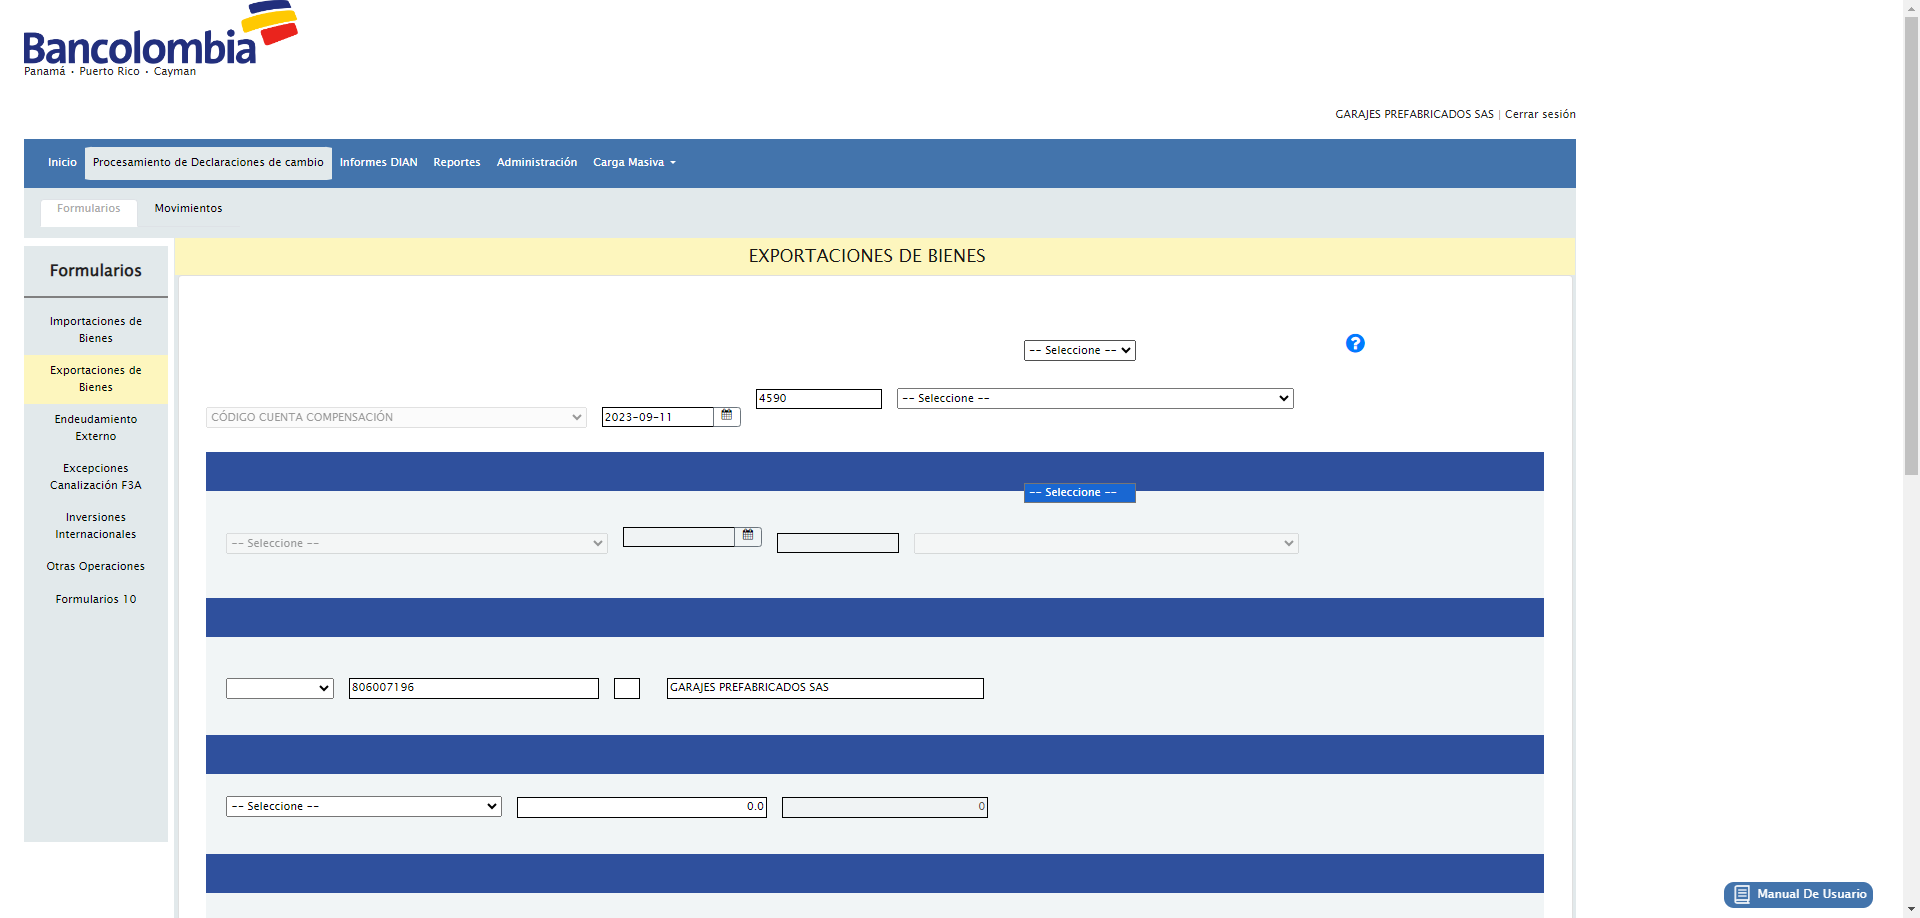 Bancolombia
Panamá • Puerto Rico • Cayman
GARAJES PREFABRICADOS SAS | Cerrar sesión
Inicio Procesamiento de Declaraciones de cambio Informes DIAN Reportes Administración Carga Masiva
Formularios Movimientos
Formularios
Importaciones de
Bienes
Exportaciones de
Bienes
Endeudamiento
Externo
Excepciones
Canalización F3A
Inversiones
Internacionales
Otras Operaciones
Formularios 10
EXPORTACIONES DE BIENES
-- Seleccione --
?
CÓDIGO CUENTA COMPENSACIÓN 2023-09-11 4590 -- Seleccione --
-- Seleccione --
-- Seleccione --
806007196 GARAJES PREFABRICADOS SAS
-- Seleccione -- 0.0 0
Manual De Usuario